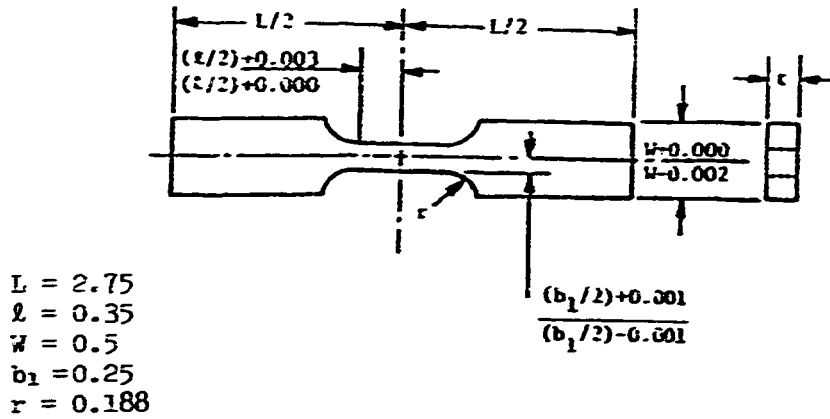 L/2
L/2
(ℓ/2)+0.003
(ℓ/2)+0.000
t
W+0.000
W-0.002
r
(b₁/2)+0.001
(b₁/2)-0.001
L = 2.75
ℓ = 0.35
W = 0.5
b₁ =0.25
r = 0.188